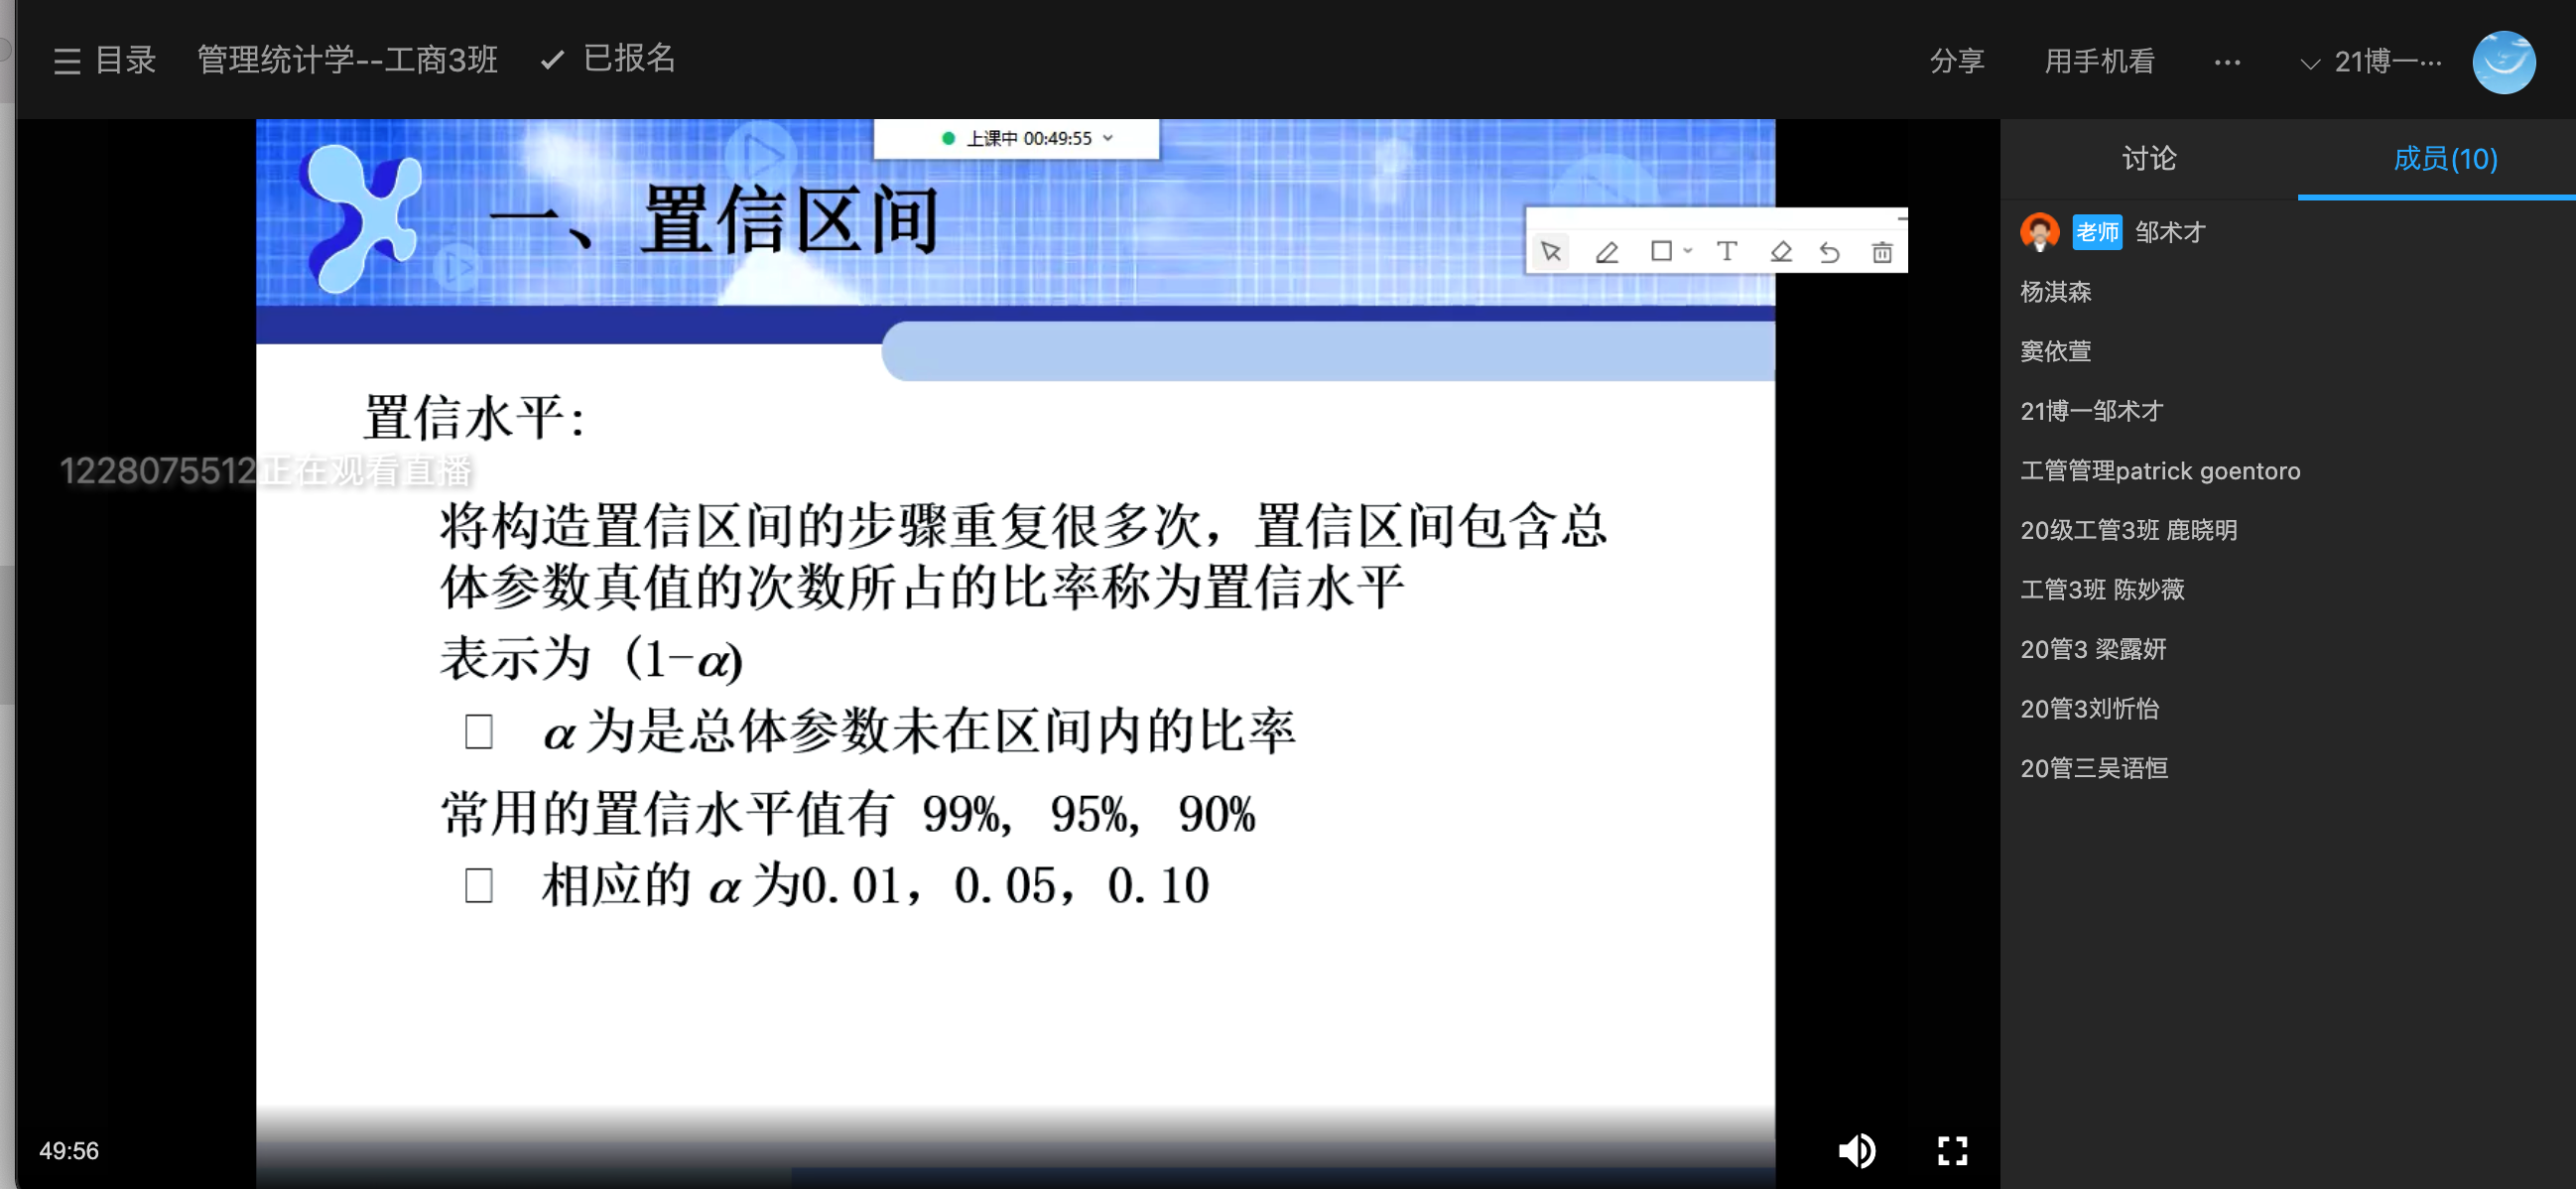 目录 管理统计学--工商3班 已报名 分享 用手机看 ··· 21博一···
上课中 00:49:55
一、置信区间
置信水平：
1228075512正在观看直播
将构造置信区间的步骤重复很多次，置信区间包含总
体参数真值的次数所占的比率称为置信水平
表示为（1-α)
α 为是总体参数未在区间内的比率
常用的置信水平值有 99%, 95%, 90%
相应的 α 为0.01，0.05，0.10
49:56
讨论 成员(10)
老师 邹术才
杨淇森
窦依萱
21博一邹术才
工管管理patrick goentoro
20级工管3班 鹿晓明
工管3班 陈妙薇
20管3 梁露妍
20管3刘忻怡
20管三吴语恒